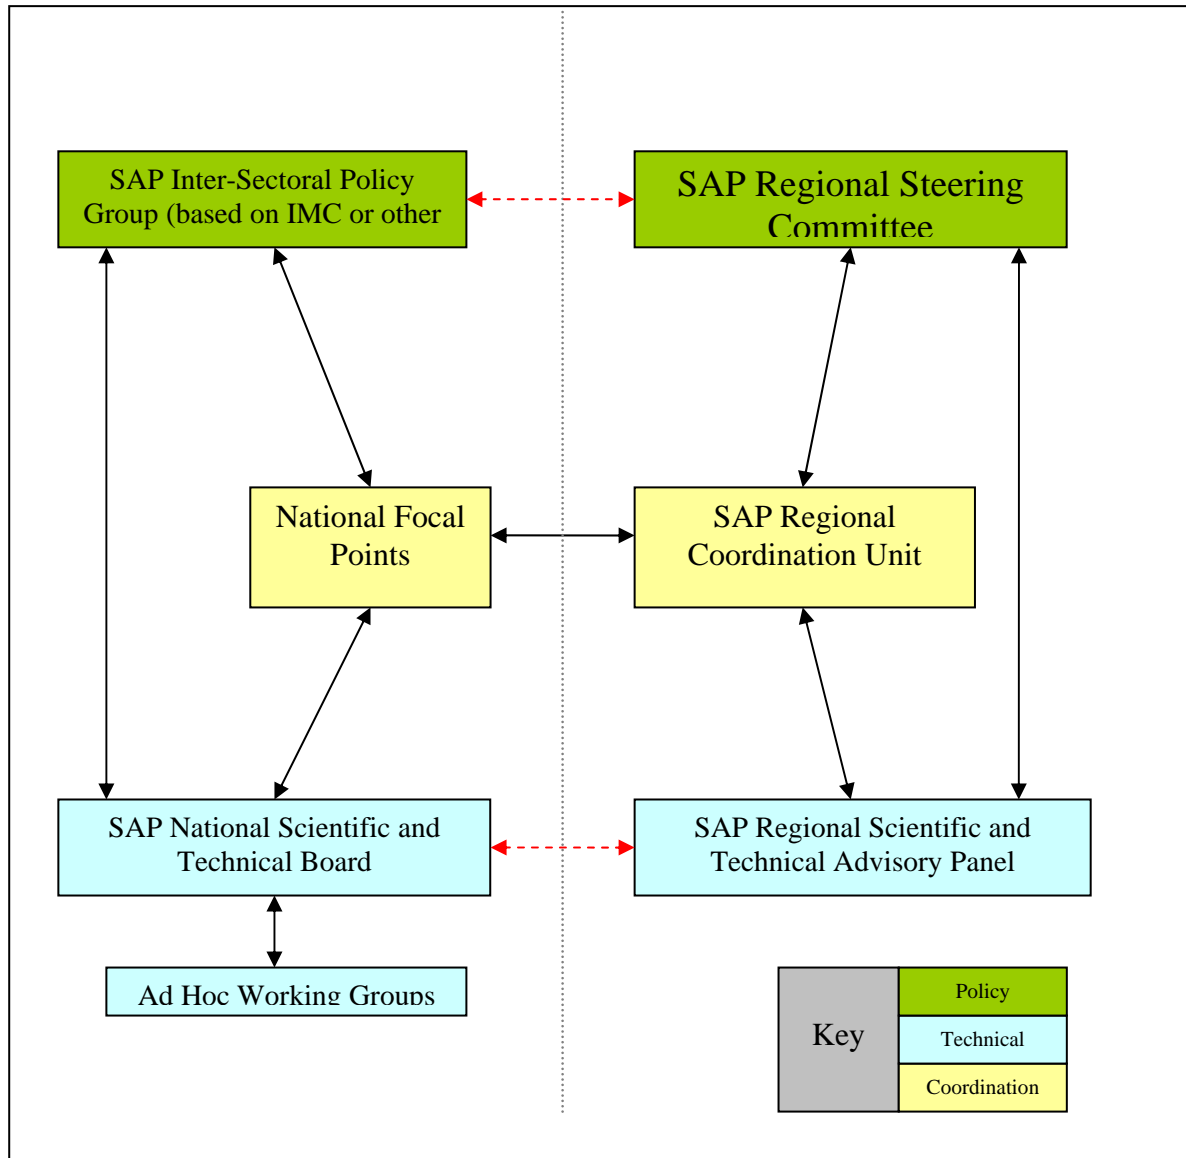 SAP Inter-Sectoral Policy
Group (based on IMC or other
SAP Regional Steering
Committee
National Focal
Points
SAP Regional
Coordination Unit
SAP National Scientific and
Technical Board
SAP Regional Scientific and
Technical Advisory Panel
Ad Hoc Working Groups
Key
Policy
Technical
Coordination